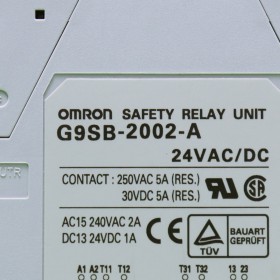 OMRON SAFETY RELAY UNIT
G9SB-2002-A
24VAC/DC
CONTACT : 250VAC 5A (RES.)
30VDC 5A (RES.)
AC15 240VAC 2A
DC13 24VDC 1A
TÜV
BAUART
GEPRÜFT
UTR
A1 A2 T11 T12 T31 T32 13 23